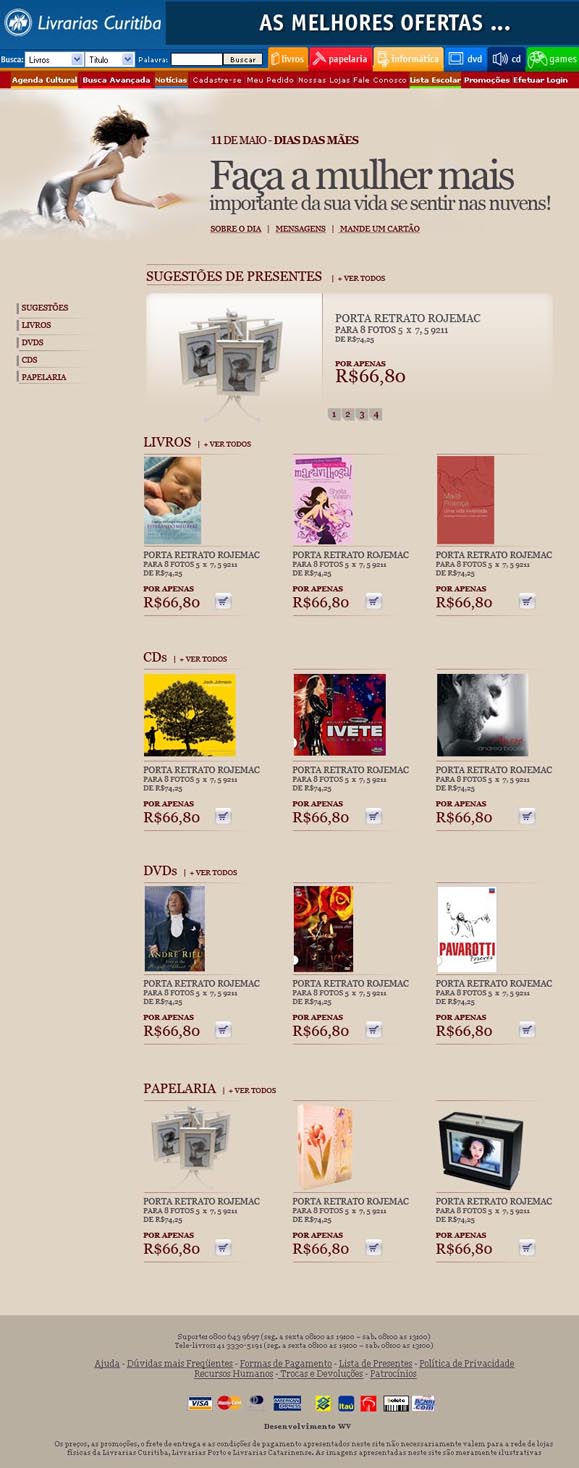 Livrarias Curitiba
AS MELHORES OFERTAS ...
Busca: Livros Título Palavra: Buscar livros papelaria informática dvd cd games
Agenda Cultural Busca Avançada Notícias Cadastre-se Meu Pedido Nossas Lojas Fale Conosco Lista Escolar Promoções Efetuar Login
11 DE MAIO - DIAS DAS MÃES
Faça a mulher mais
importante da sua vida se sentir nas nuvens!
SOBRE O DIA | MENSAGENS | MANDE UM CARTÃO
SUGESTÕES DE PRESENTES | + VER TODOS
SUGESTÕES
LIVROS
DVDS
CDS
PAPELARIA
PORTA RETRATO ROJEMAC
PARA 8 FOTOS 5 x 7, 5 9211
DE R$74,25
POR APENAS
R$66,80
1 2 3 4
LIVROS | + VER TODOS
maravilhosa!
Sheila Walsh
Uma vida inventada
PORTA RETRATO ROJEMAC PORTA RETRATO ROJEMAC PORTA RETRATO ROJEMAC
PARA 8 FOTOS 5 x 7, 5 9211 PARA 8 FOTOS 5 x 7, 5 9211 PARA 8 FOTOS 5 x 7, 5 9211
DE R$74,25 DE R$74,25 DE R$74,25
POR APENAS POR APENAS POR APENAS
R$66,80 R$66,80 R$66,80
CDs | + VER TODOS
Jack Johnson
IVETE
andrea bocelli
PORTA RETRATO ROJEMAC PORTA RETRATO ROJEMAC PORTA RETRATO ROJEMAC
PARA 8 FOTOS 5 x 7, 5 9211 PARA 8 FOTOS 5 x 7, 5 9211 PARA 8 FOTOS 5 x 7, 5 9211
DE R$74,25 DE R$74,25 DE R$74,25
POR APENAS POR APENAS POR APENAS
R$66,80 R$66,80 R$66,80
DVDs | + VER TODOS
ANDRÉ RIEU
PAVAROTTI
Forever
PORTA RETRATO ROJEMAC PORTA RETRATO ROJEMAC PORTA RETRATO ROJEMAC
PARA 8 FOTOS 5 x 7, 5 9211 PARA 8 FOTOS 5 x 7, 5 9211 PARA 8 FOTOS 5 x 7, 5 9211
DE R$74,25 DE R$74,25 DE R$74,25
POR APENAS POR APENAS POR APENAS
R$66,80 R$66,80 R$66,80
PAPELARIA | + VER TODOS
PORTA RETRATO ROJEMAC PORTA RETRATO ROJEMAC PORTA RETRATO ROJEMAC
PARA 8 FOTOS 5 x 7, 5 9211 PARA 8 FOTOS 5 x 7, 5 9211 PARA 8 FOTOS 5 x 7, 5 9211
DE R$74,25 DE R$74,25 DE R$74,25
POR APENAS POR APENAS POR APENAS
R$66,80 R$66,80 R$66,80
Suporte: 0800 643 9697 (seg. a sexta 08:00 as 19:00 – sab. 08:00 as 13:00)
Tele-livros: 41 3330-5191 (seg. a sexta 08:00 as 19:00 – sab. 08:00 as 13:00)
Ajuda - Dúvidas mais Freqüentes - Formas de Pagamento - Lista de Presentes - Política de Privacidade
Recursos Humanos - Trocas e Devoluções - Patrocínios
VISA MasterCard AMERICAN EXPRESS Itaú boleto
Desenvolvimento WV
Os preços, as promoções, o frete de entrega e as condições de pagamento apresentados neste site não necessariamente valem para a rede de lojas
físicas da Livrarias Curitiba, Livrarias Porto e Livrarias Catarinense. As imagens apresentadas neste site são meramente ilustrativas